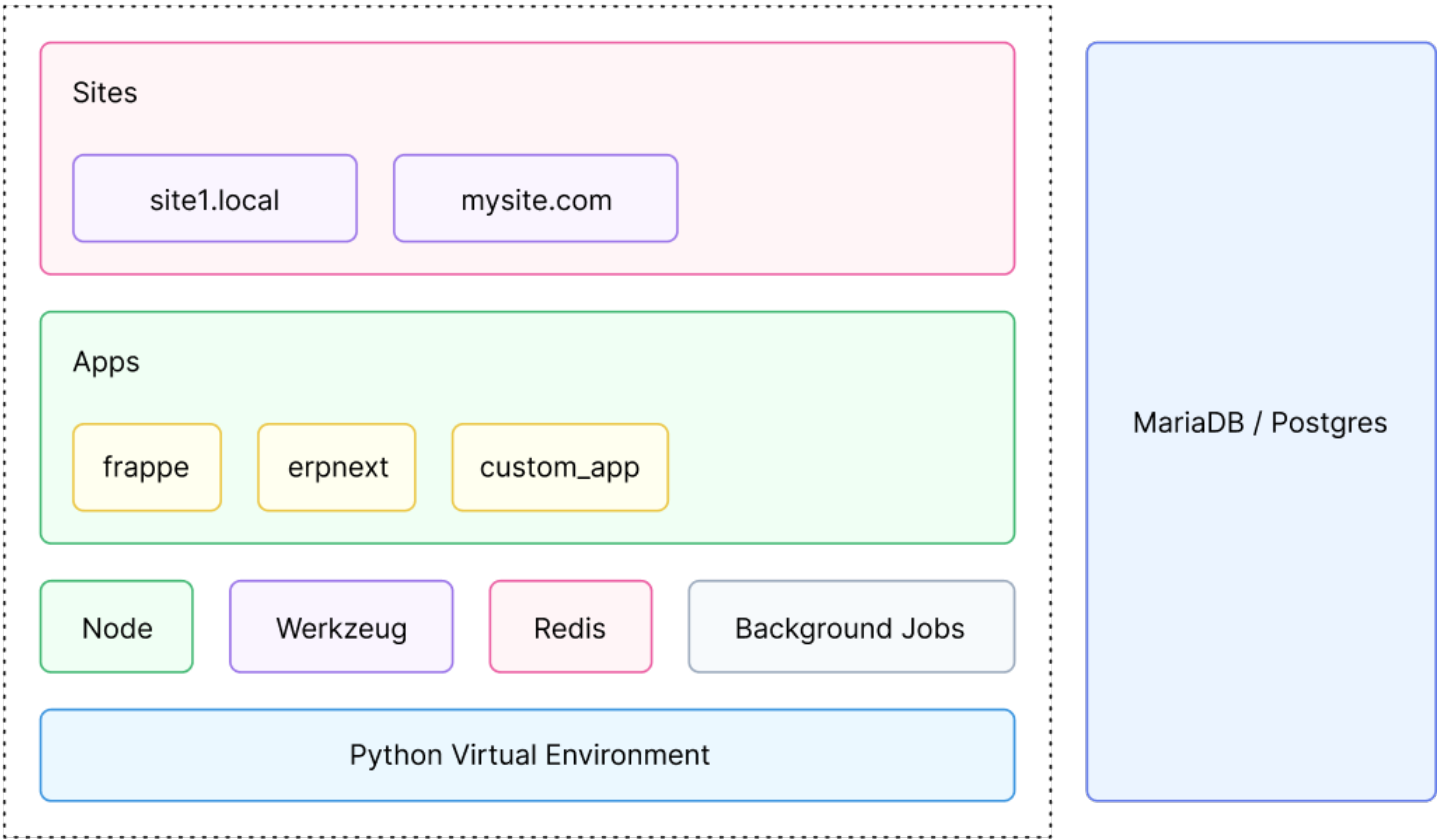 Sites
site1.local
mysite.com
Apps
frappe
erpnext
custom_app
MariaDB / Postgres
Node
Werkzeug
Redis
Background Jobs
Python Virtual Environment